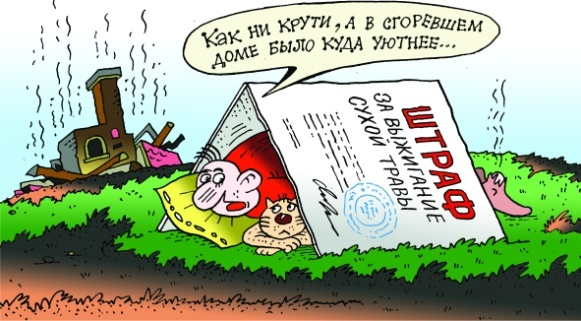 Как ни крути, а в сгоревшем
доме было куда уютнее...
ШТРАФ
ЗА ВЫЖИГАНИЕ
СУХОЙ ТРАВЫ